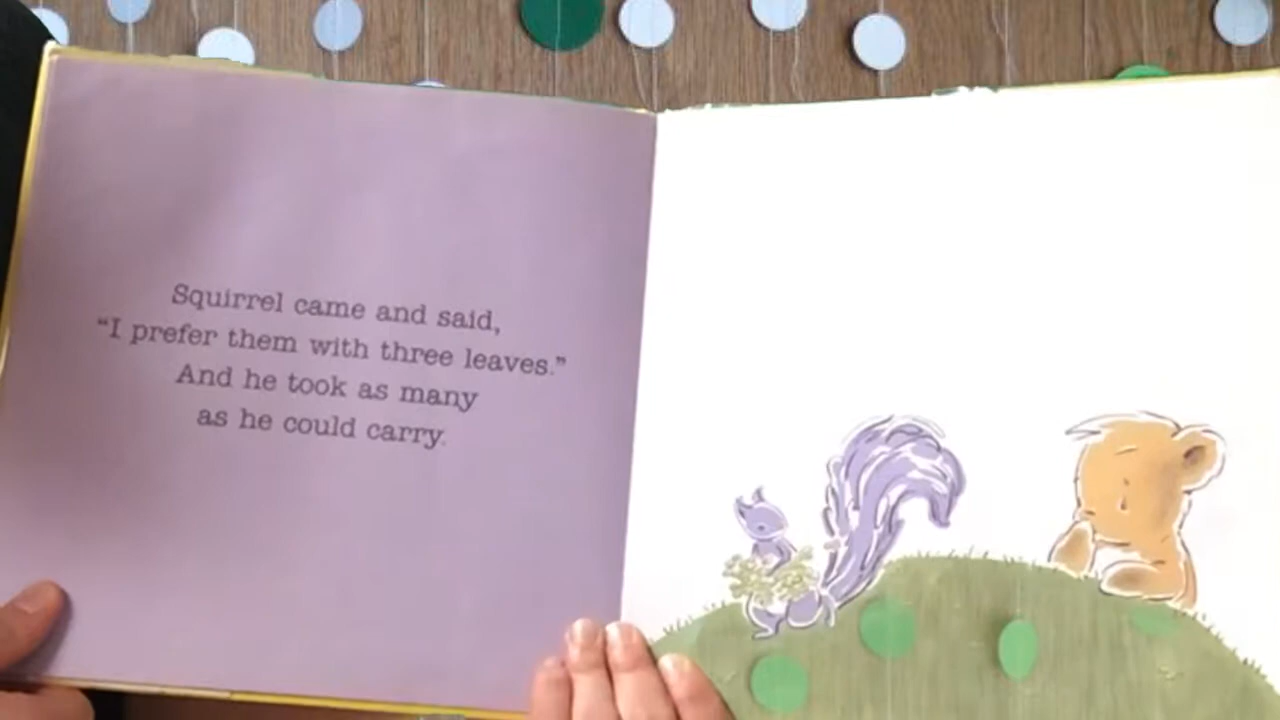 Squirrel came and said,
“I prefer them with three leaves.”
And he took as many
as he could carry.